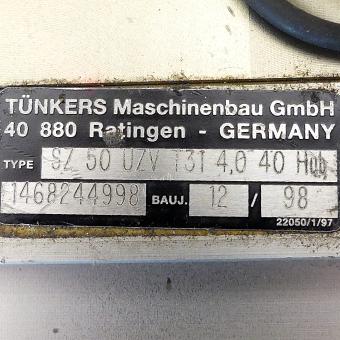 TÜNKERS Maschinenbau GmbH
40 880 Ratingen - GERMANY
TYPE SZ 50 UZV T31 4,0 40 Hub
1468244998 BAUJ. 12 / 98
22050/1/97